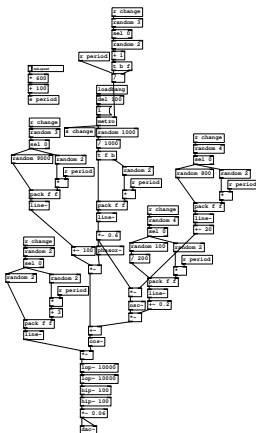 r change
random 3
sel 0
random 2
+ 1
r period
t b f
/
* 600
+ 100
s period
loadbang
del 100
1
s change
metro
random 1000
/ 1000
t f b
random 2
r period
*
pack f f
line~
*~ 0.6
phasor~
r change
random 3
sel 0
random 9000
random 2
r period
*
pack f f
line~
+~ 100
*~
r change
random 4
sel 0
random 800
random 2
r period
*
pack f f
line~
+~ 20
r change
random 4
sel 0
random 100
random 2
/ 200
r period
*
pack f f
line~
+~ 0.2
*~
osc~
*~
r change
random 2
sel 0
random 2
random 2
r period
*
+ 3
pack f f
line~
+~
cos~
*~
lop~ 10000
lop~ 10000
hip~ 100
hip~ 100
*~ 0.06
dac~